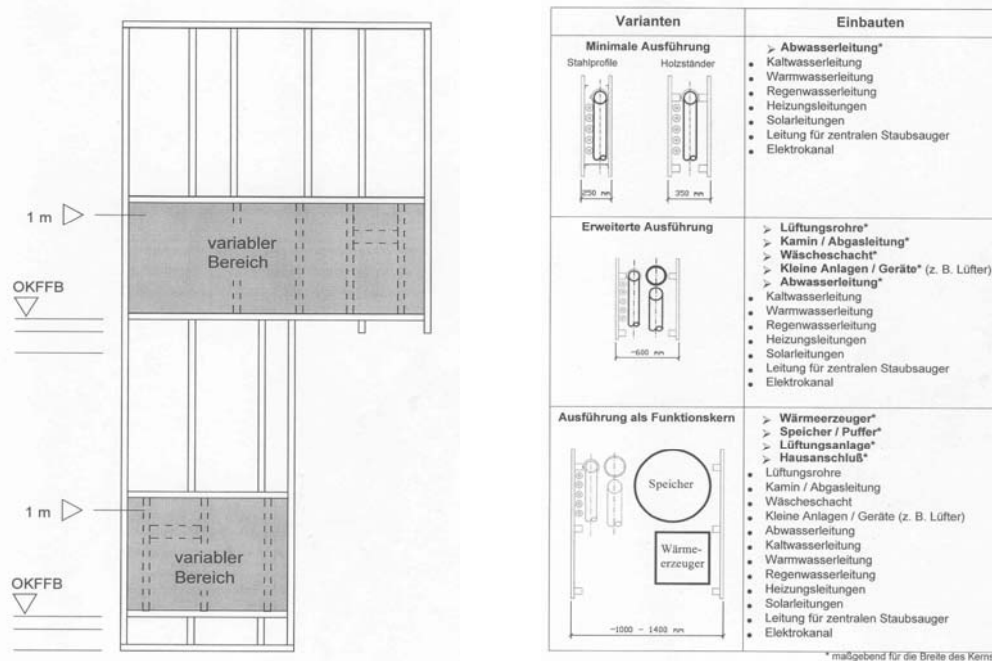 1 m
variabler
Bereich
OKFFB
1 m
variabler
Bereich
OKFFB
Varianten
Einbauten
Minimale Ausführung
Stahlprofile
Holzständer
250 mm
350 mm
➢ Abwasserleitung*
• Kaltwasserleitung
• Warmwasserleitung
• Regenwasserleitung
• Heizungsleitungen
• Solarleitungen
• Leitung für zentralen Staubsauger
• Elektrokanal
Erweiterte Ausführung
~600 mm
➢ Lüftungsrohre*
➢ Kamin / Abgasleitung*
➢ Wäscheschacht*
➢ Kleine Anlagen / Geräte* (z. B. Lüfter)
➢ Abwasserleitung*
• Kaltwasserleitung
• Warmwasserleitung
• Regenwasserleitung
• Heizungsleitungen
• Solarleitungen
• Leitung für zentralen Staubsauger
• Elektrokanal
Ausführung als Funktionskern
Speicher
Wärme-
erzeuger
~1000 - 1400 mm
➢ Wärmeerzeuger*
➢ Speicher / Puffer*
➢ Lüftungsanlage*
➢ Hausanschluß*
• Lüftungsrohre
• Kamin / Abgasleitung
• Wäscheschacht
• Kleine Anlagen / Geräte (z. B. Lüfter)
• Abwasserleitung
• Kaltwasserleitung
• Warmwasserleitung
• Regenwasserleitung
• Heizungsleitungen
• Solarleitungen
• Leitung für zentralen Staubsauger
• Elektrokanal
* maßgebend für die Breite des Kerns